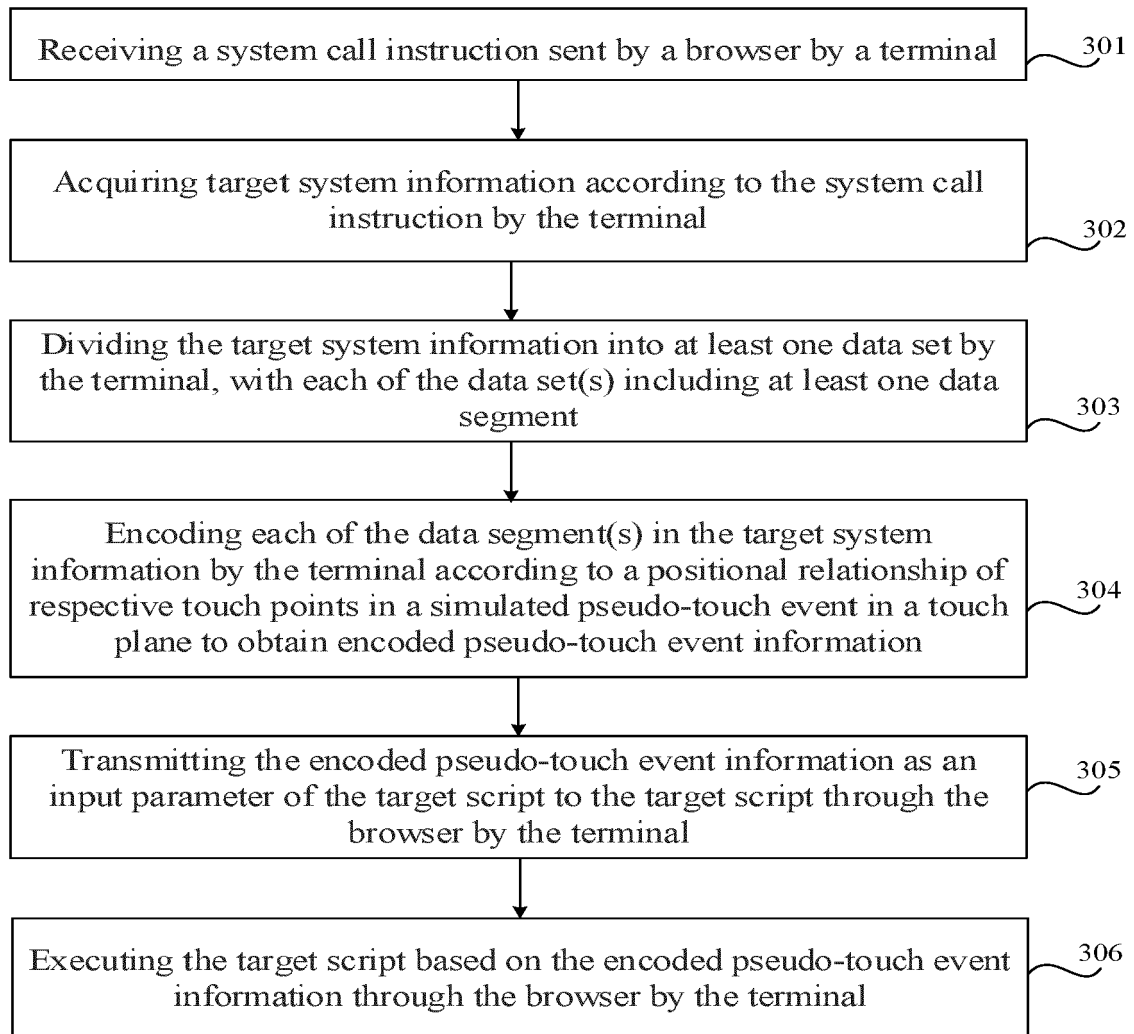 Receiving a system call instruction sent by a browser by a terminal
301
Acquiring target system information according to the system call
instruction by the terminal
302
Dividing the target system information into at least one data set by
the terminal, with each of the data set(s) including at least one data
segment
303
Encoding each of the data segment(s) in the target system
information by the terminal according to a positional relationship of
respective touch points in a simulated pseudo-touch event in a touch
plane to obtain encoded pseudo-touch event information
304
Transmitting the encoded pseudo-touch event information as an
input parameter of the target script to the target script through the
browser by the terminal
305
Executing the target script based on the encoded pseudo-touch event
information through the browser by the terminal
306